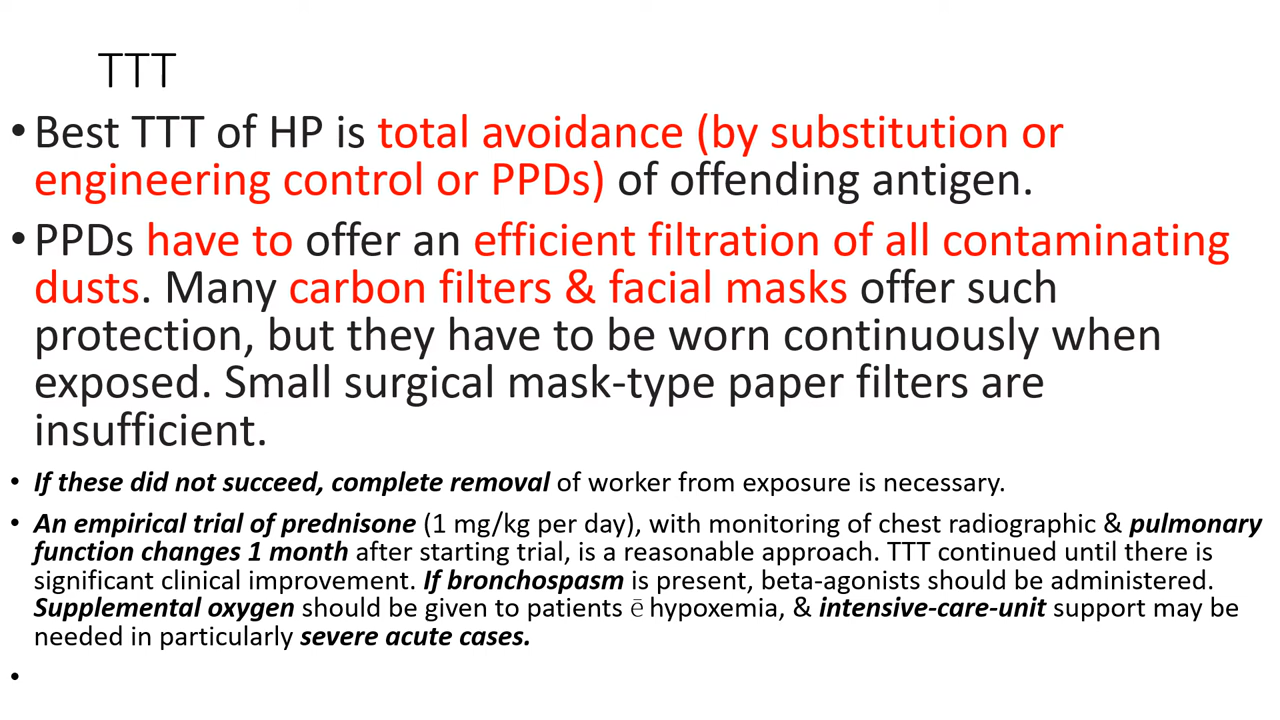 TTT
•Best TTT of HP is total avoidance (by substitution or
engineering control or PPDs) of offending antigen.
•PPDs have to offer an efficient filtration of all contaminating
dusts. Many carbon filters & facial masks offer such
protection, but they have to be worn continuously when
exposed. Small surgical mask-type paper filters are
insufficient.
• If these did not succeed, complete removal of worker from exposure is necessary.
• An empirical trial of prednisone (1 mg/kg per day), with monitoring of chest radiographic & pulmonary
function changes 1 month after starting trial, is a reasonable approach. TTT continued until there is
significant clinical improvement. If bronchospasm is present, beta-agonists should be administered.
Supplemental oxygen should be given to patients ē hypoxemia, & intensive-care-unit support may be
needed in particularly severe acute cases.
•